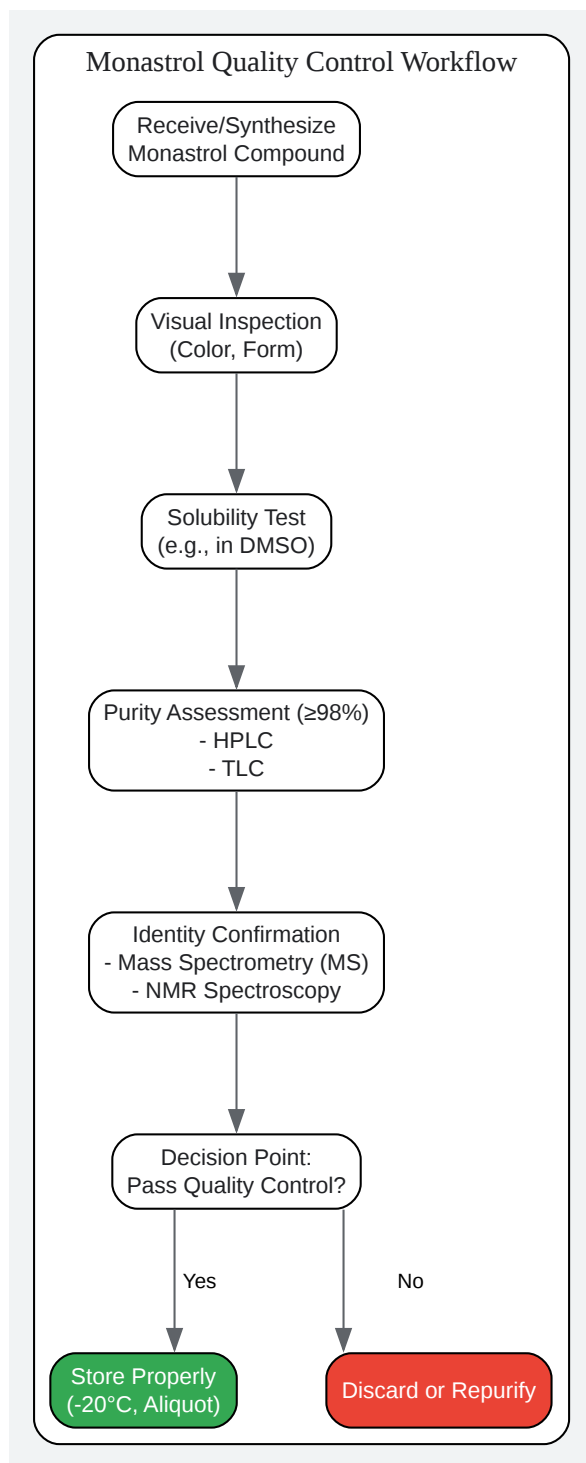 Monastrol Quality Control Workflow
Receive/Synthesize
Monastrol Compound
Visual Inspection
(Color, Form)
Solubility Test
(e.g., in DMSO)
Purity Assessment (≥98%)
- HPLC
- TLC
Identity Confirmation
- Mass Spectrometry (MS)
- NMR Spectroscopy
Decision Point:
Pass Quality Control?
Yes
No
Store Properly
(-20°C, Aliquot)
Discard or Repurify